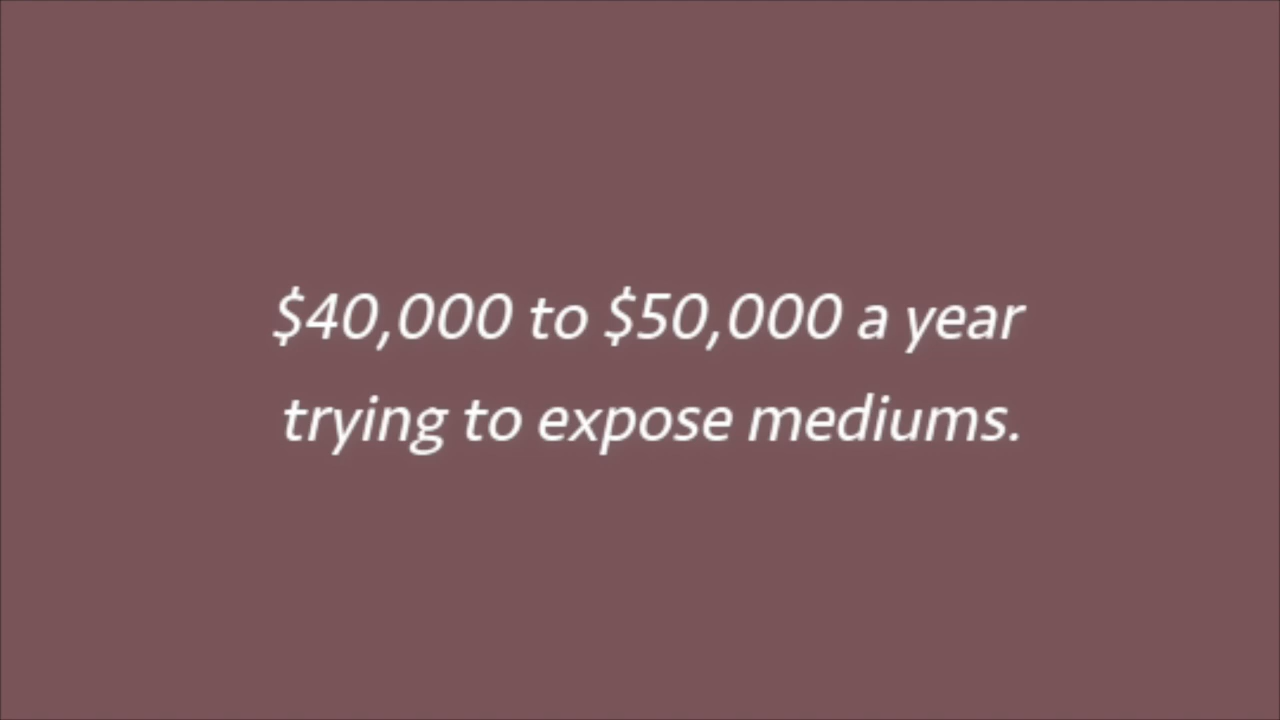 $40,000 to $50,000 a year
trying to expose mediums.